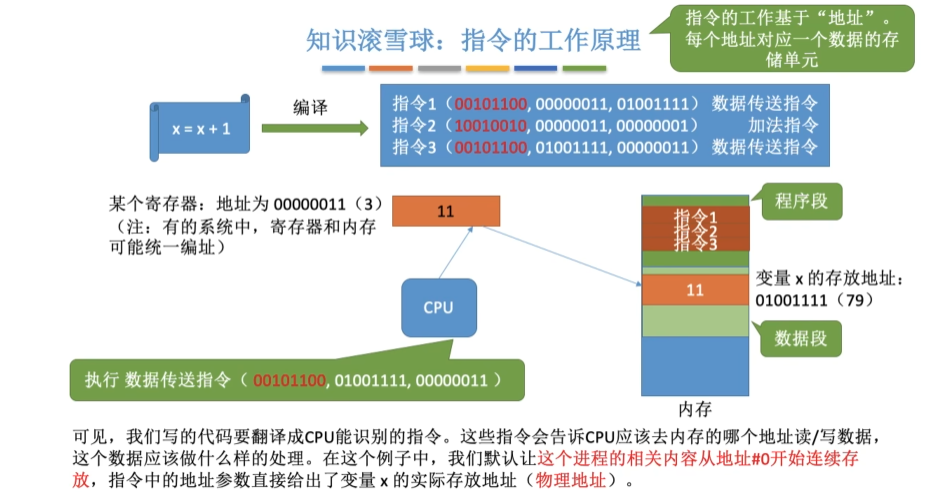 知识滚雪球：指令的工作原理
指令的工作基于“地址”。
每个地址对应一个数据的存
储单元
x = x + 1
编译
指令1（00101100, 00000011, 01001111） 数据传送指令
指令2（10010010, 00000011, 00000001） 加法指令
指令3（00101100, 01001111, 00000011） 数据传送指令
某个寄存器：地址为 00000011（3）
（注：有的系统中，寄存器和内存
可能统一编址）
11
程序段
指令1
指令2
指令3
11
变量 x 的存放地址：
01001111（79）
CPU
数据段
执行 数据传送指令（ 00101100, 01001111, 00000011 ）
内存
可见，我们写的代码要翻译成CPU能识别的指令。这些指令会告诉CPU应该去内存的哪个地址读/写数据，
这个数据应该做什么样的处理。在这个例子中，我们默认让这个进程的相关内容从地址#0开始连续存
放，指令中的地址参数直接给出了变量 x 的实际存放地址（物理地址）。